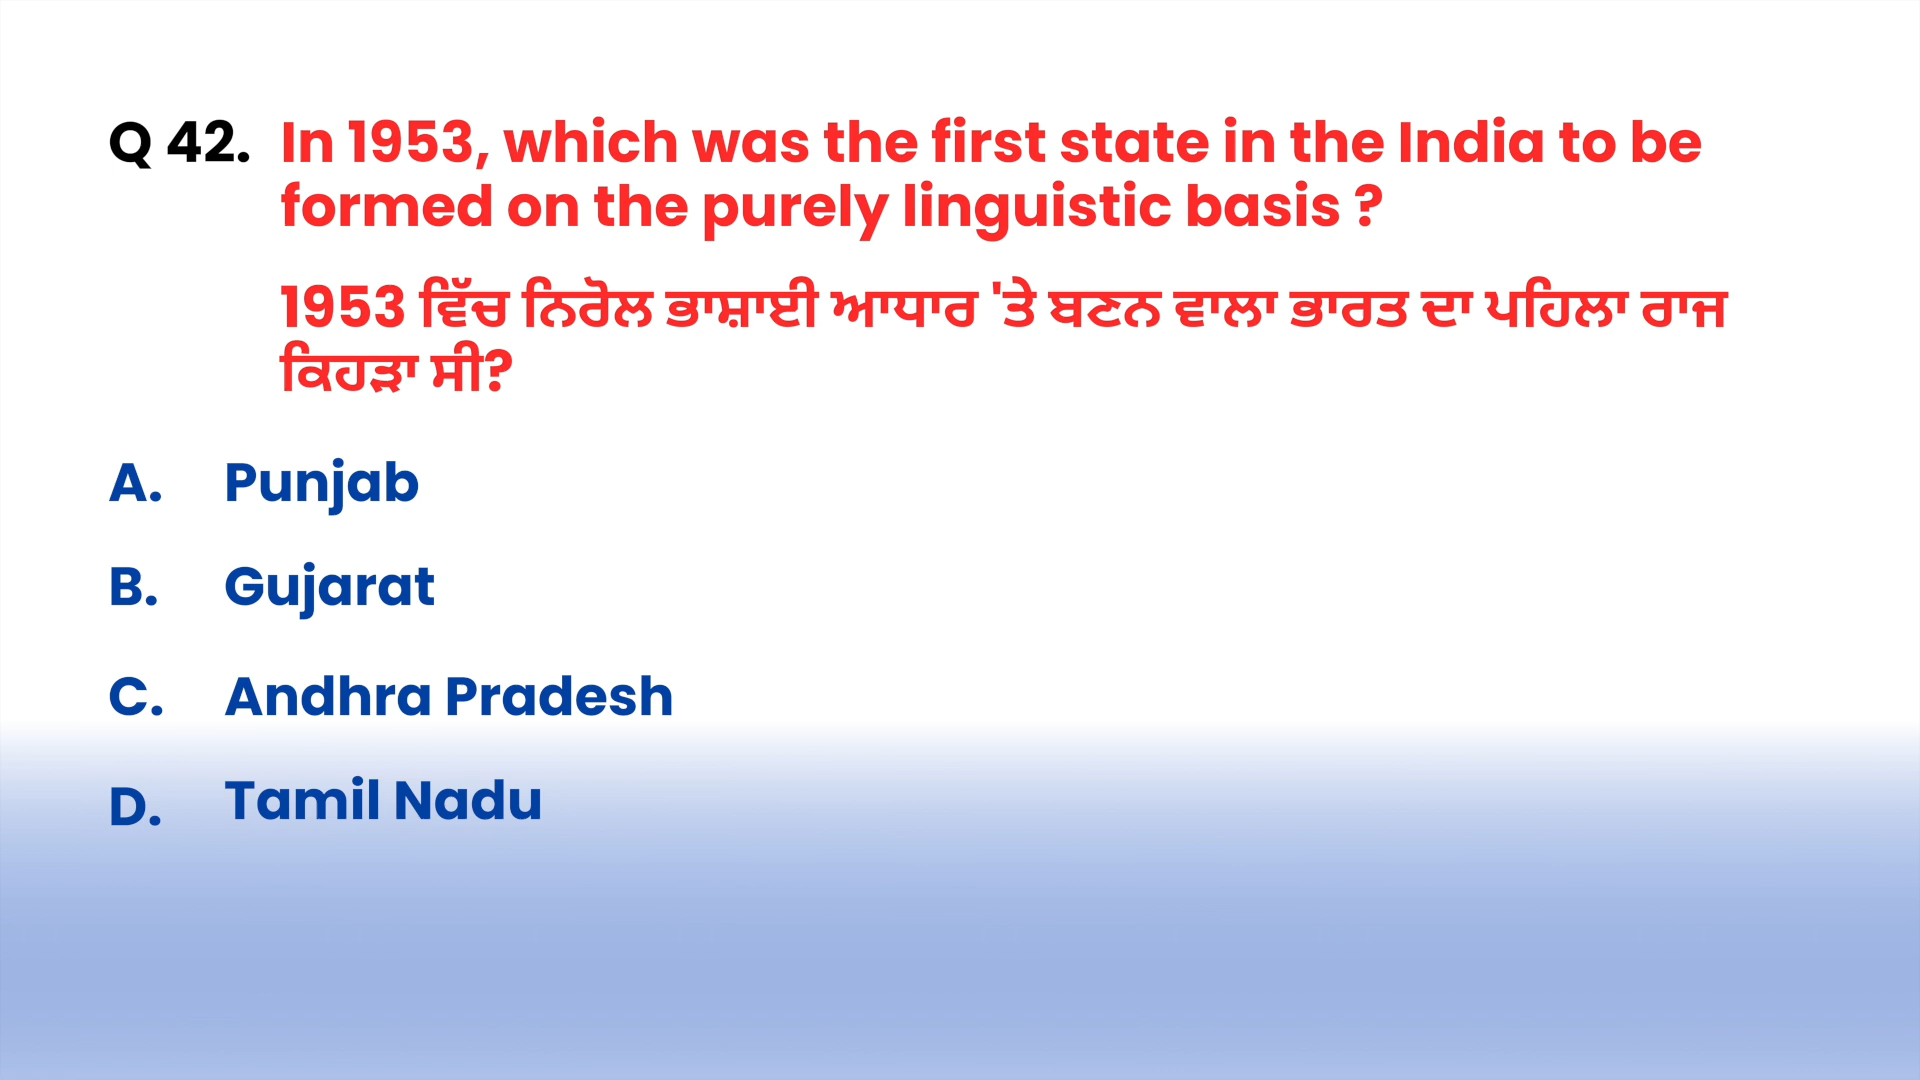 Q 42. In 1953, which was the first state in the India to be
formed on the purely linguistic basis ?
1953 ਵਿੱਚ ਨਿਰੋਲ ਭਾਸ਼ਾਈ ਆਧਾਰ 'ਤੇ ਬਣਨ ਵਾਲਾ ਭਾਰਤ ਦਾ ਪਹਿਲਾ ਰਾਜ
ਕਿਹੜਾ ਸੀ?
A. Punjab
B. Gujarat
C. Andhra Pradesh
D. Tamil Nadu